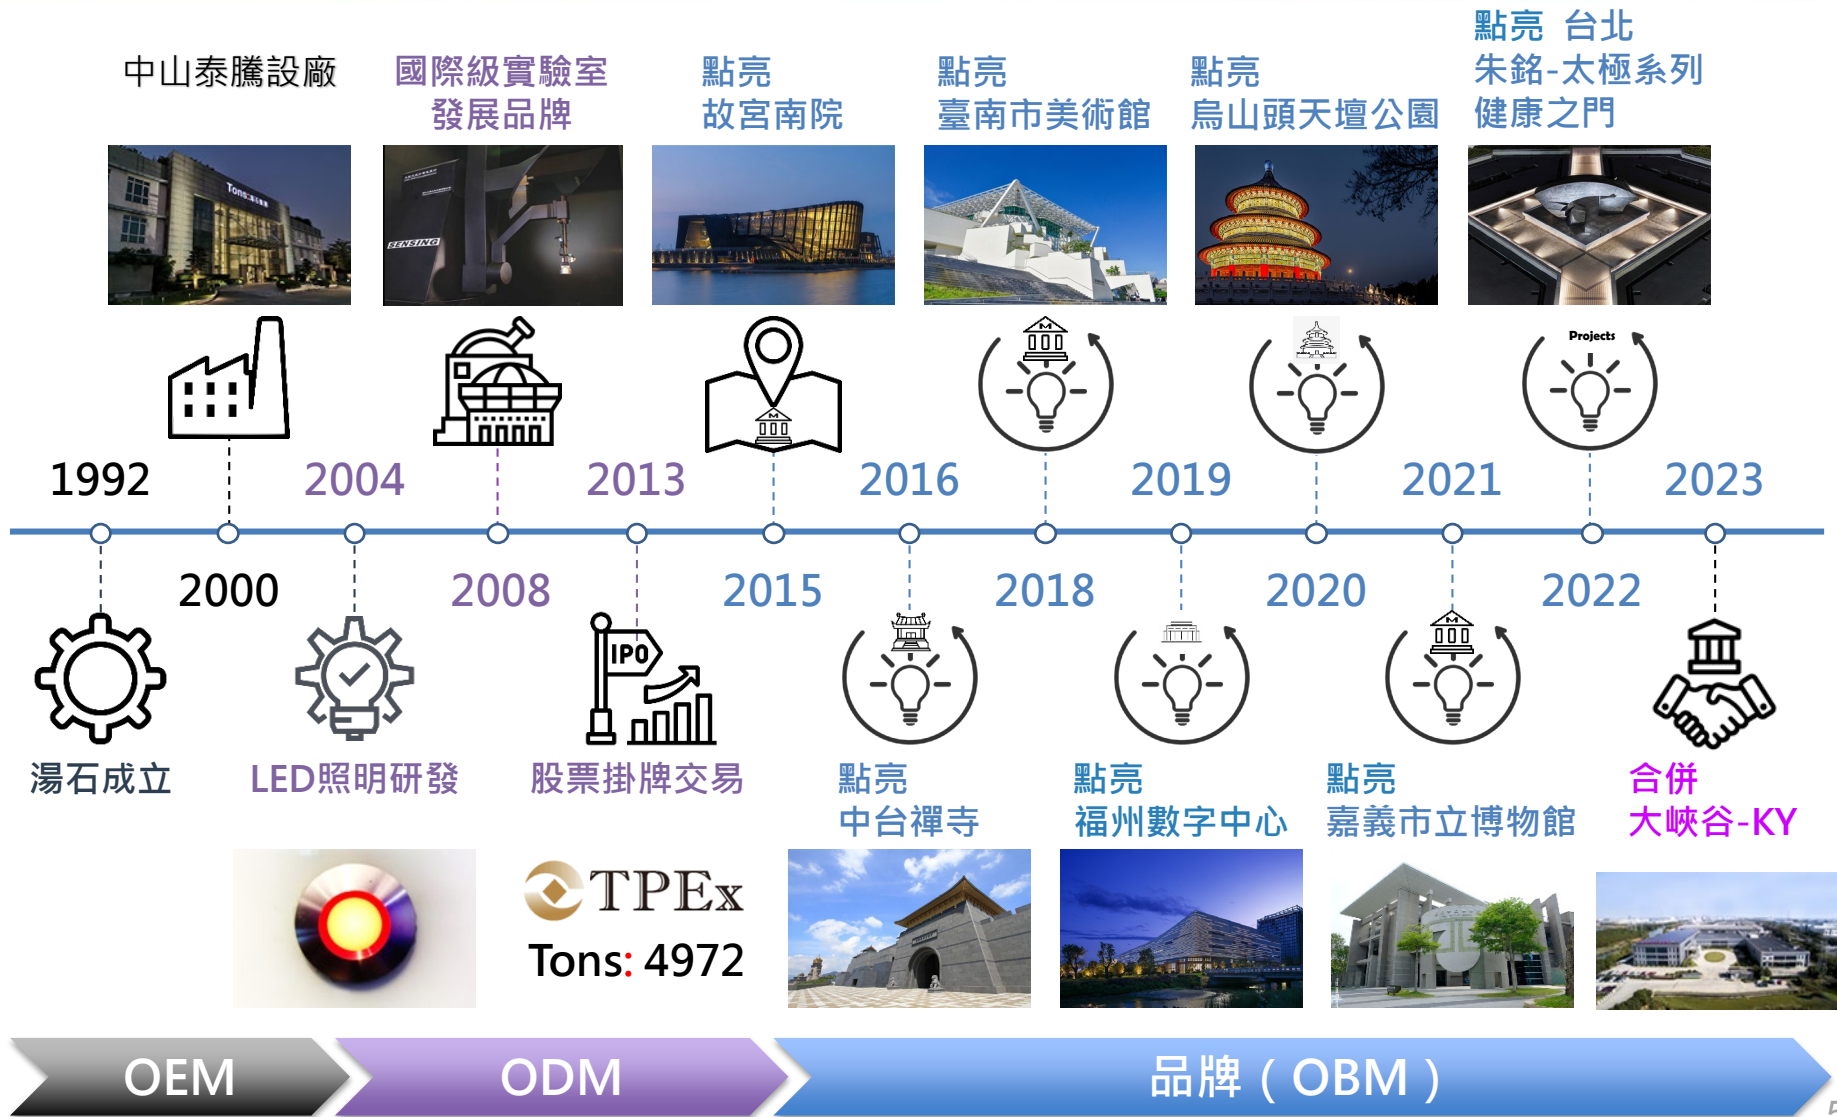 中山泰騰設廠
國際級實驗室
發展品牌
點亮
故宮南院
點亮
臺南市美術館
點亮
烏山頭天壇公園
點亮 台北
朱銘-太極系列
健康之門
Tons
SENSING
M
M
Projects
1992
2004
2013
2016
2019
2021
2023
2000
2008
2015
2018
2020
2022
IPO
M
湯石成立
LED照明研發
股票掛牌交易
點亮
中台禪寺
點亮
福州數字中心
點亮
嘉義市立博物館
合併
大峽谷-KY
TPEx
Tons: 4972
OEM
ODM
品牌（OBM）